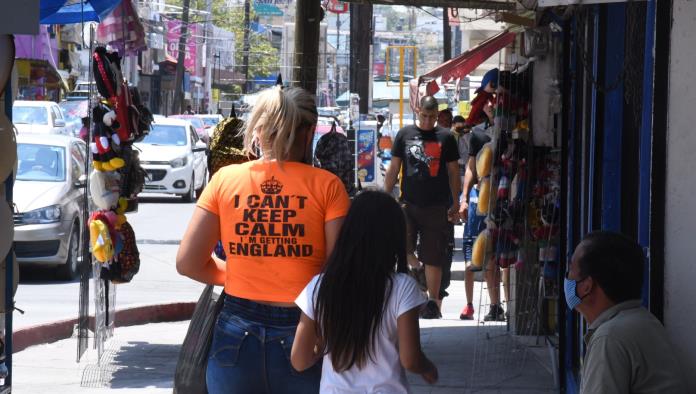 I CAN´T
KEEP
CALM
I´M GETTING
ENGLAND